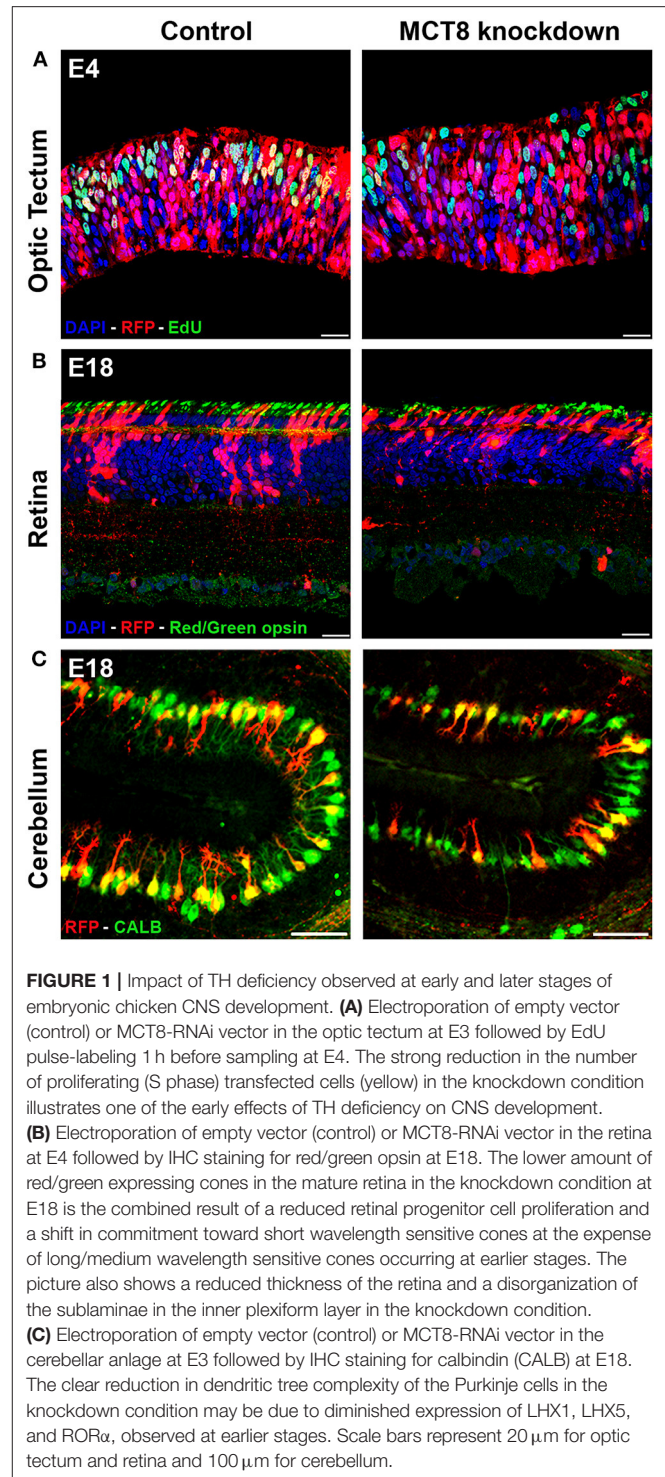 Control
MCT8 knockdown
A
E4
Optic Tectum
DAPI - RFP - EdU
B
E18
Retina
DAPI - RFP - Red/Green opsin
C
E18
Cerebellum
RFP - CALB
FIGURE 1 | Impact of TH deficiency observed at early and later stages of
embryonic chicken CNS development. (A) Electroporation of empty vector
(control) or MCT8-RNAi vector in the optic tectum at E3 followed by EdU
pulse-labeling 1 h before sampling at E4. The strong reduction in the number
of proliferating (S phase) transfected cells (yellow) in the knockdown condition
illustrates one of the early effects of TH deficiency on CNS development.
(B) Electroporation of empty vector (control) or MCT8-RNAi vector in the retina
at E4 followed by IHC staining for red/green opsin at E18. The lower amount of
red/green expressing cones in the mature retina in the knockdown condition at
E18 is the combined result of a reduced retinal progenitor cell proliferation and
a shift in commitment toward short wavelength sensitive cones at the expense
of long/medium wavelength sensitive cones occurring at earlier stages. The
picture also shows a reduced thickness of the retina and a disorganization of
the sublaminae in the inner plexiform layer in the knockdown condition.
(C) Electroporation of empty vector (control) or MCT8-RNAi vector in the
cerebellar anlage at E3 followed by IHC staining for calbindin (CALB) at E18.
The clear reduction in dendritic tree complexity of the Purkinje cells in the
knockdown condition may be due to diminished expression of LHX1, LHX5,
and RORα, observed at earlier stages. Scale bars represent 20 μm for optic
tectum and retina and 100 μm for cerebellum.